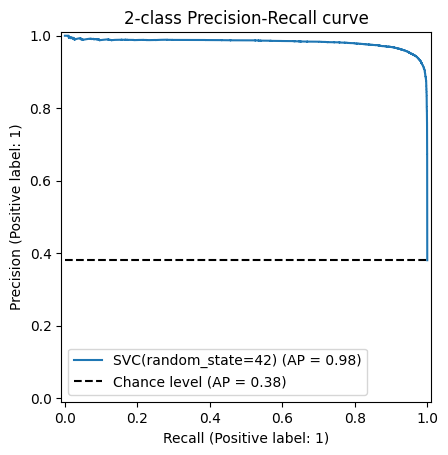 2-class Precision-Recall curve
1.0
0.8
0.6
0.4
0.2
0.0
Precision (Positive label: 1)
SVC(random_state=42) (AP = 0.98)
Chance level (AP = 0.38)
0.0 0.2 0.4 0.6 0.8 1.0
Recall (Positive label: 1)